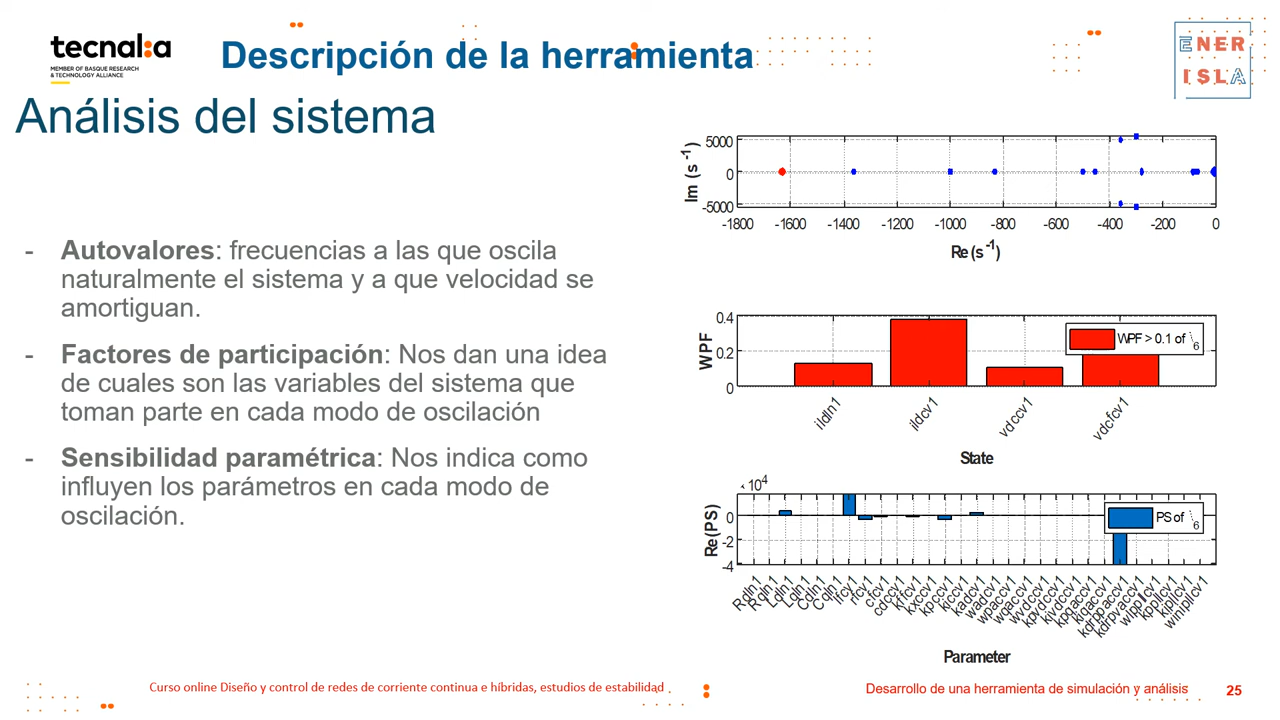 tecnalia
MEMBER OF BASQUE RESEARCH
& TECHNOLOGY ALLIANCE
Descripción de la herramienta
ENER
ISLA
Análisis del sistema
- Autovalores: frecuencias a las que oscila
naturalmente el sistema y a que velocidad se
amortiguan.
- Factores de participación: Nos dan una idea
de cuales son las variables del sistema que
toman parte en cada modo de oscilación
- Sensibilidad paramétrica: Nos indica como
influyen los parámetros en cada modo de
oscilación.
Im (s⁻¹)
5000
0
-5000
-1800 -1600 -1400 -1200 -1000 -800 -600 -400 -200 0
Re (s⁻¹)
WPF
0.4
0.2
0
WPF > 0.1 of
6
ildln1 ildcv1 vdccv1 vdcfcv1
State
10⁴
Re(PS)
0
-2
-4
PS of
6
Parameter
Curso online Diseño y control de redes de corriente continua e híbridas, estudios de estabilidad
Desarrollo de una herramienta de simulación y análisis
25